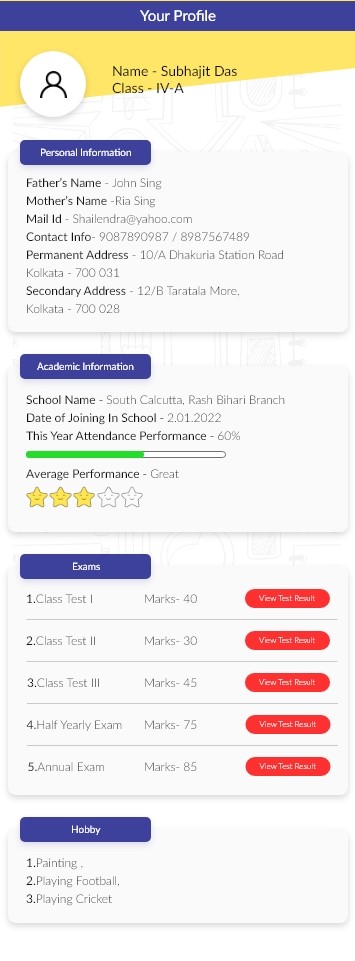 Your Profile
Name - Subhajit Das
Class - IV-A
Personal Information
Father's Name - John Sing
Mother's Name -Ria Sing
Mail Id - Shailendra@yahoo.com
Contact Info- 9087890987 / 8987567489
Permanent Address - 10/A Dhakuria Station Road
Kolkata - 700 031
Secondary Address - 12/B Taratala More,
Kolkata - 700 028
Academic Information
School Name - South Calcutta, Rash Bihari Branch
Date of Joining In School - 2.01.2022
This Year Attendance Performance - 60%
Average Performance - Great
Exams
1.Class Test I Marks- 40 View Test Result
2.Class Test II Marks- 30 View Test Result
3.Class Test III Marks- 45 View Test Result
4.Half Yearly Exam Marks- 75 View Test Result
5.Annual Exam Marks- 85 View Test Result
Hobby
1.Painting ,
2.Playing Football,
3.Playing Cricket